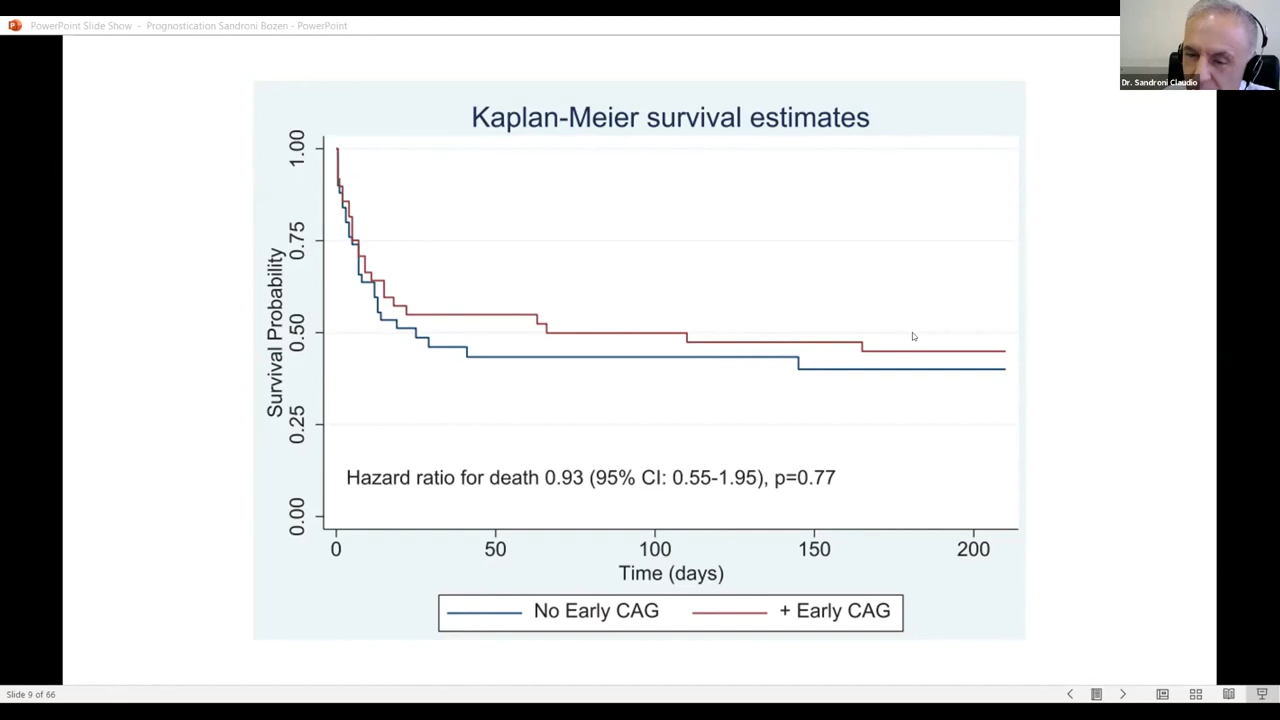 PowerPoint Slide Show - Prognostication Sandroni Bozen - PowerPoint
Dr. Sandroni Claudio
Kaplan-Meier survival estimates
Survival Probability
1.00
0.75
0.50
0.25
0.00
Hazard ratio for death 0.93 (95% CI: 0.55-1.95), p=0.77
0 50 100 150 200
Time (days)
No Early CAG + Early CAG
Slide 9 of 66